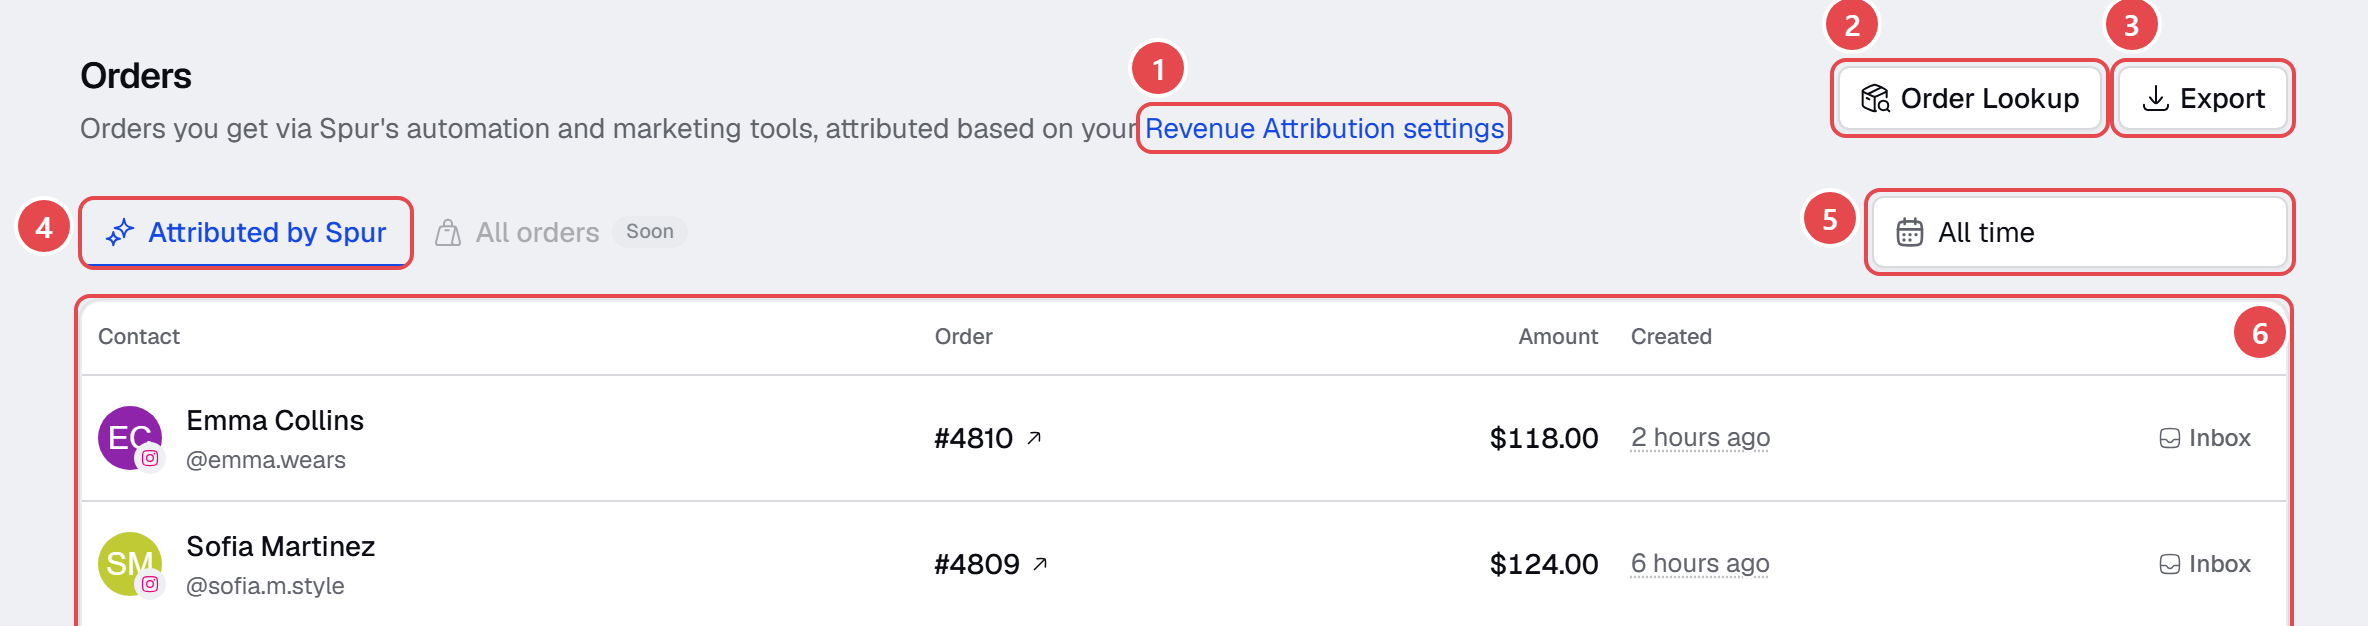 2
3
1
Orders
Order Lookup
Export
Orders you get via Spur's automation and marketing tools, attributed based on your Revenue Attribution settings
4
Attributed by Spur
All orders
Soon
5
All time
Contact
Order
Amount
Created
6
EC
Emma Collins
@emma.wears
#4810
$118.00
2 hours ago
Inbox
SM
Sofia Martinez
@sofia.m.style
#4809
$124.00
6 hours ago
Inbox